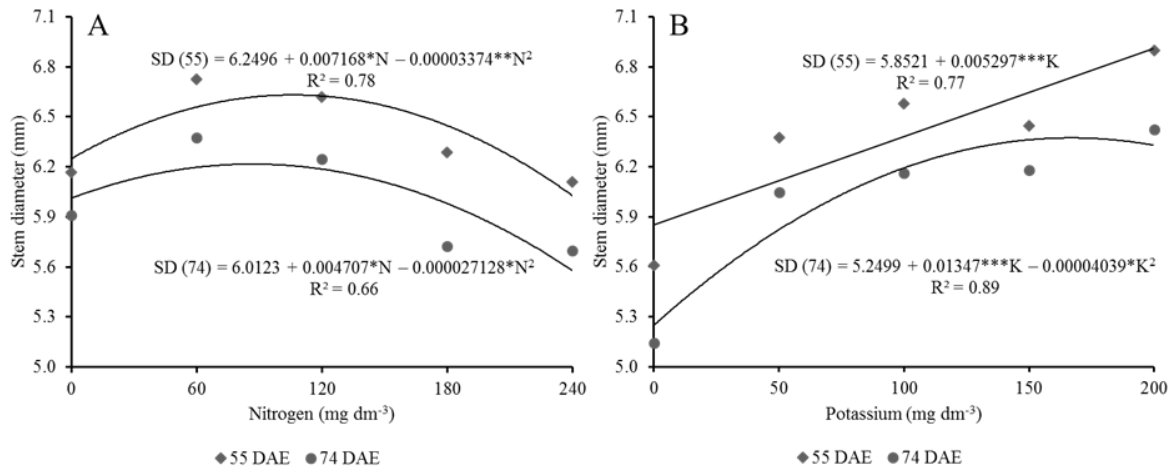 A
SD (55) = 6.2496 + 0.007168*N – 0.00003374**N²
R² = 0.78
SD (74) = 6.0123 + 0.004707*N – 0.000027128*N²
R² = 0.66
Stem diameter (mm)
7.1
6.8
6.5
6.2
5.9
5.6
5.3
5.0
0 60 120 180 240
Nitrogen (mg dm⁻³)
55 DAE 74 DAE
B
SD (55) = 5.8521 + 0.005297***K
R² = 0.77
SD (74) = 5.2499 + 0.01347***K – 0.00004039*K²
R² = 0.89
Stem diameter (mm)
7.1
6.8
6.5
6.2
5.9
5.6
5.3
5.0
0 50 100 150 200
Potassium (mg dm⁻³)
55 DAE 74 DAE